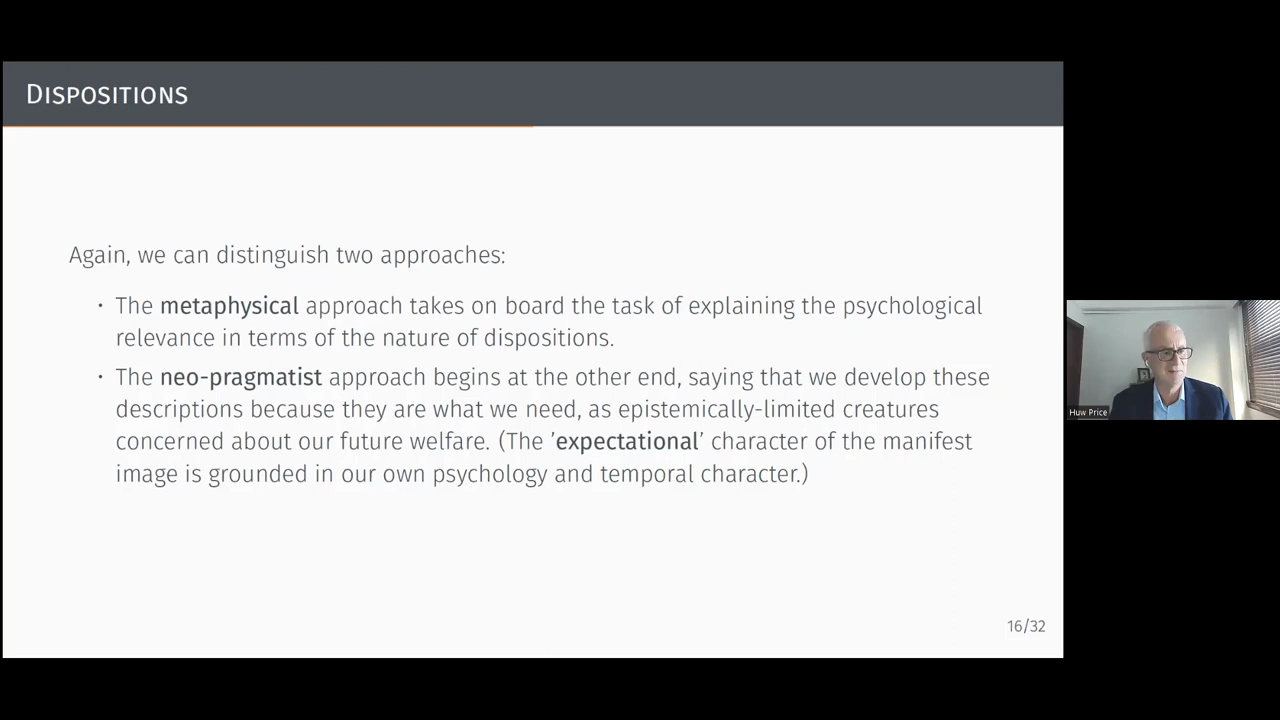 Dispositions
Again, we can distinguish two approaches:
• The metaphysical approach takes on board the task of explaining the psychological
relevance in terms of the nature of dispositions.
• The neo-pragmatist approach begins at the other end, saying that we develop these
descriptions because they are what we need, as epistemically-limited creatures
concerned about our future welfare. (The ’expectational’ character of the manifest
image is grounded in our own psychology and temporal character.)
Huw Price
16/32